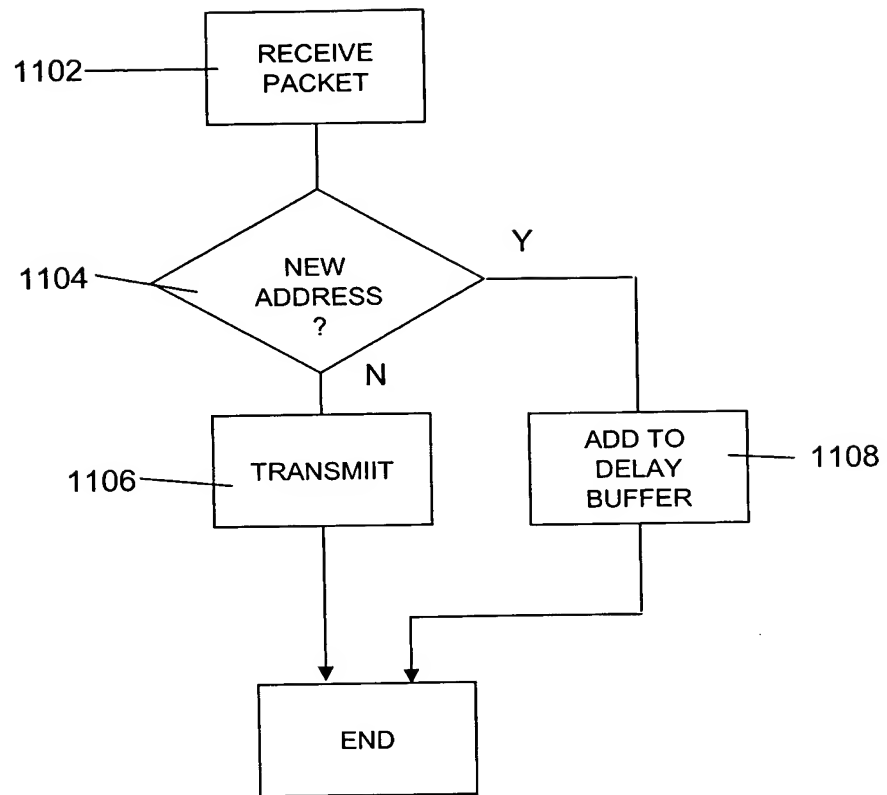 1102
RECEIVE
PACKET
1104
NEW
ADDRESS
?
Y
N
1106
TRANSMIIT
ADD TO
DELAY
BUFFER
1108
END